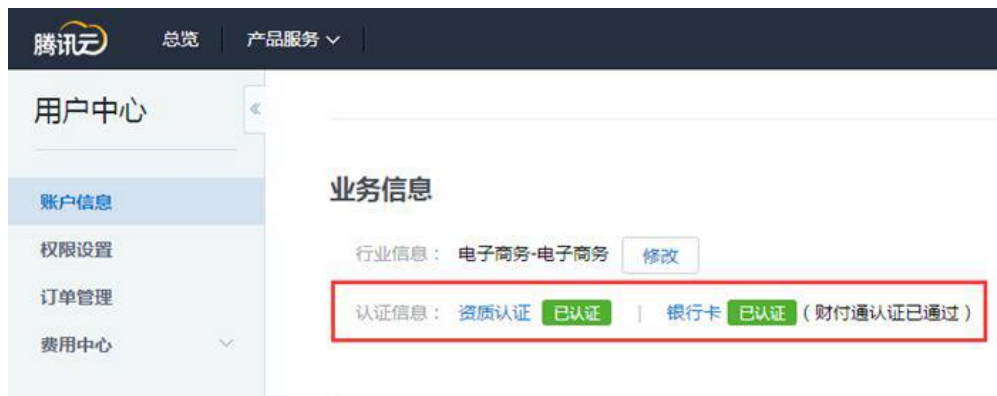 腾讯云 总览 产品服务
用户中心 «
账户信息
权限设置
订单管理
费用中心
业务信息
行业信息： 电子商务-电子商务 修改
认证信息： 资质认证 已认证 | 银行卡 已认证 ( 财付通认证已通过 )